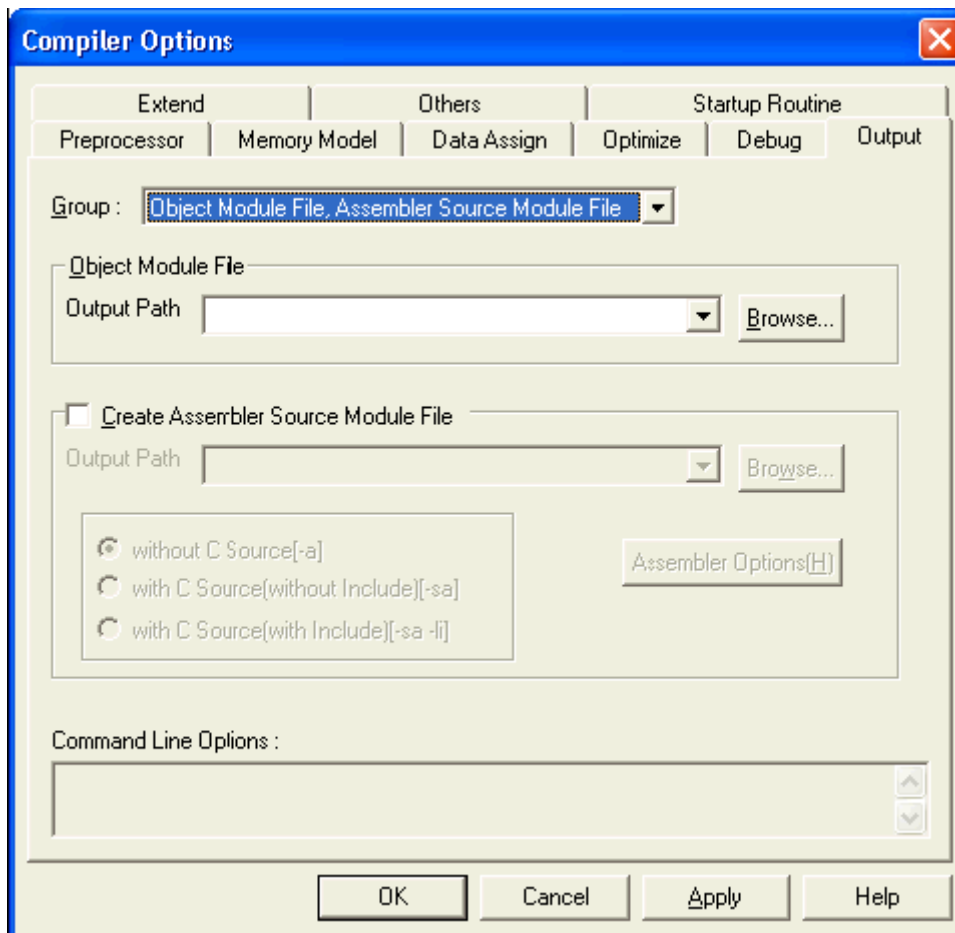 Compiler Options
Extend Others Startup Routine
Preprocessor Memory Model Data Assign Optimize Debug Output
Group : Object Module File, Assembler Source Module File
Object Module File
Output Path Browse...
Create Assembler Source Module File
Output Path Browse...
without C Source[-a]
with C Source(without Include)[-sa]
with C Source(with Include)[-sa -li]
Assembler Options(H)
Command Line Options :
OK Cancel Apply Help